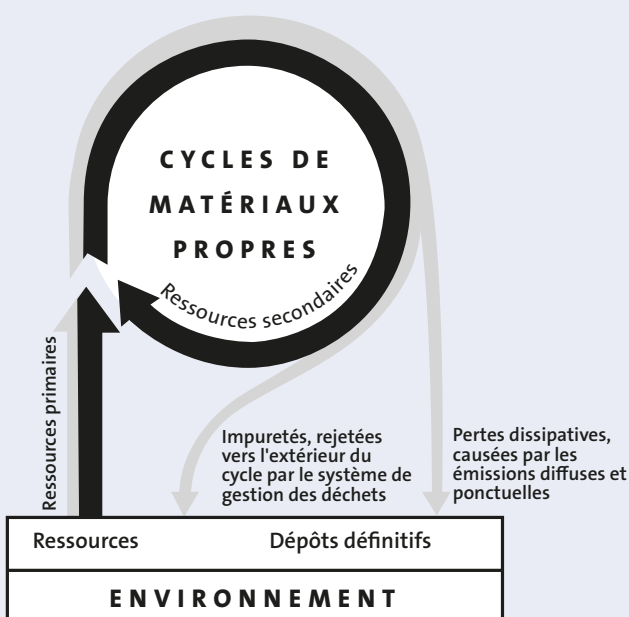 CYCLES DE
MATÉRIAUX
PROPRES
Ressources secondaires
Ressources primaires
Impuretés, rejetées
vers l'extérieur du
cycle par le système de
gestion des déchets
Pertes dissipatives,
causées par les
émissions diffuses et
ponctuelles
Ressources
Dépôts définitifs
ENVIRONNEMENT